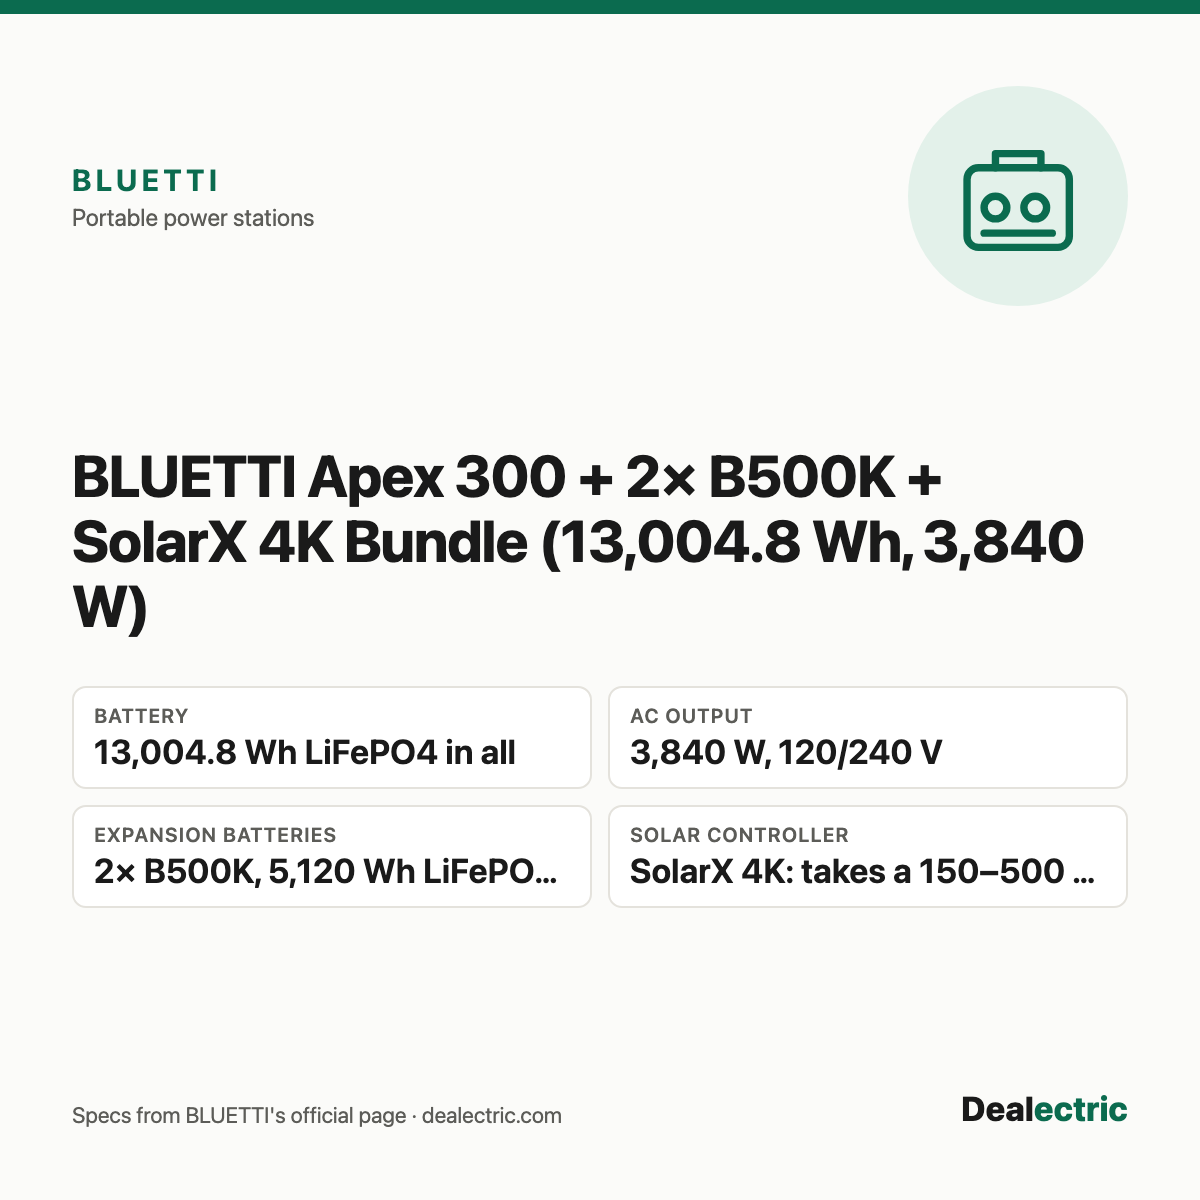 BLUETTI
Portable power stations
BLUETTI Apex 300 + 2× B500K +
SolarX 4K Bundle (13,004.8 Wh, 3,840
W)
BATTERY
13,004.8 Wh LiFePO4 in all
AC OUTPUT
3,840 W, 120/240 V
EXPANSION BATTERIES
2× B500K, 5,120 Wh LiFePO…
SOLAR CONTROLLER
SolarX 4K: takes a 150–500 …
Specs from BLUETTI's official page · dealectric.com
Dealectric